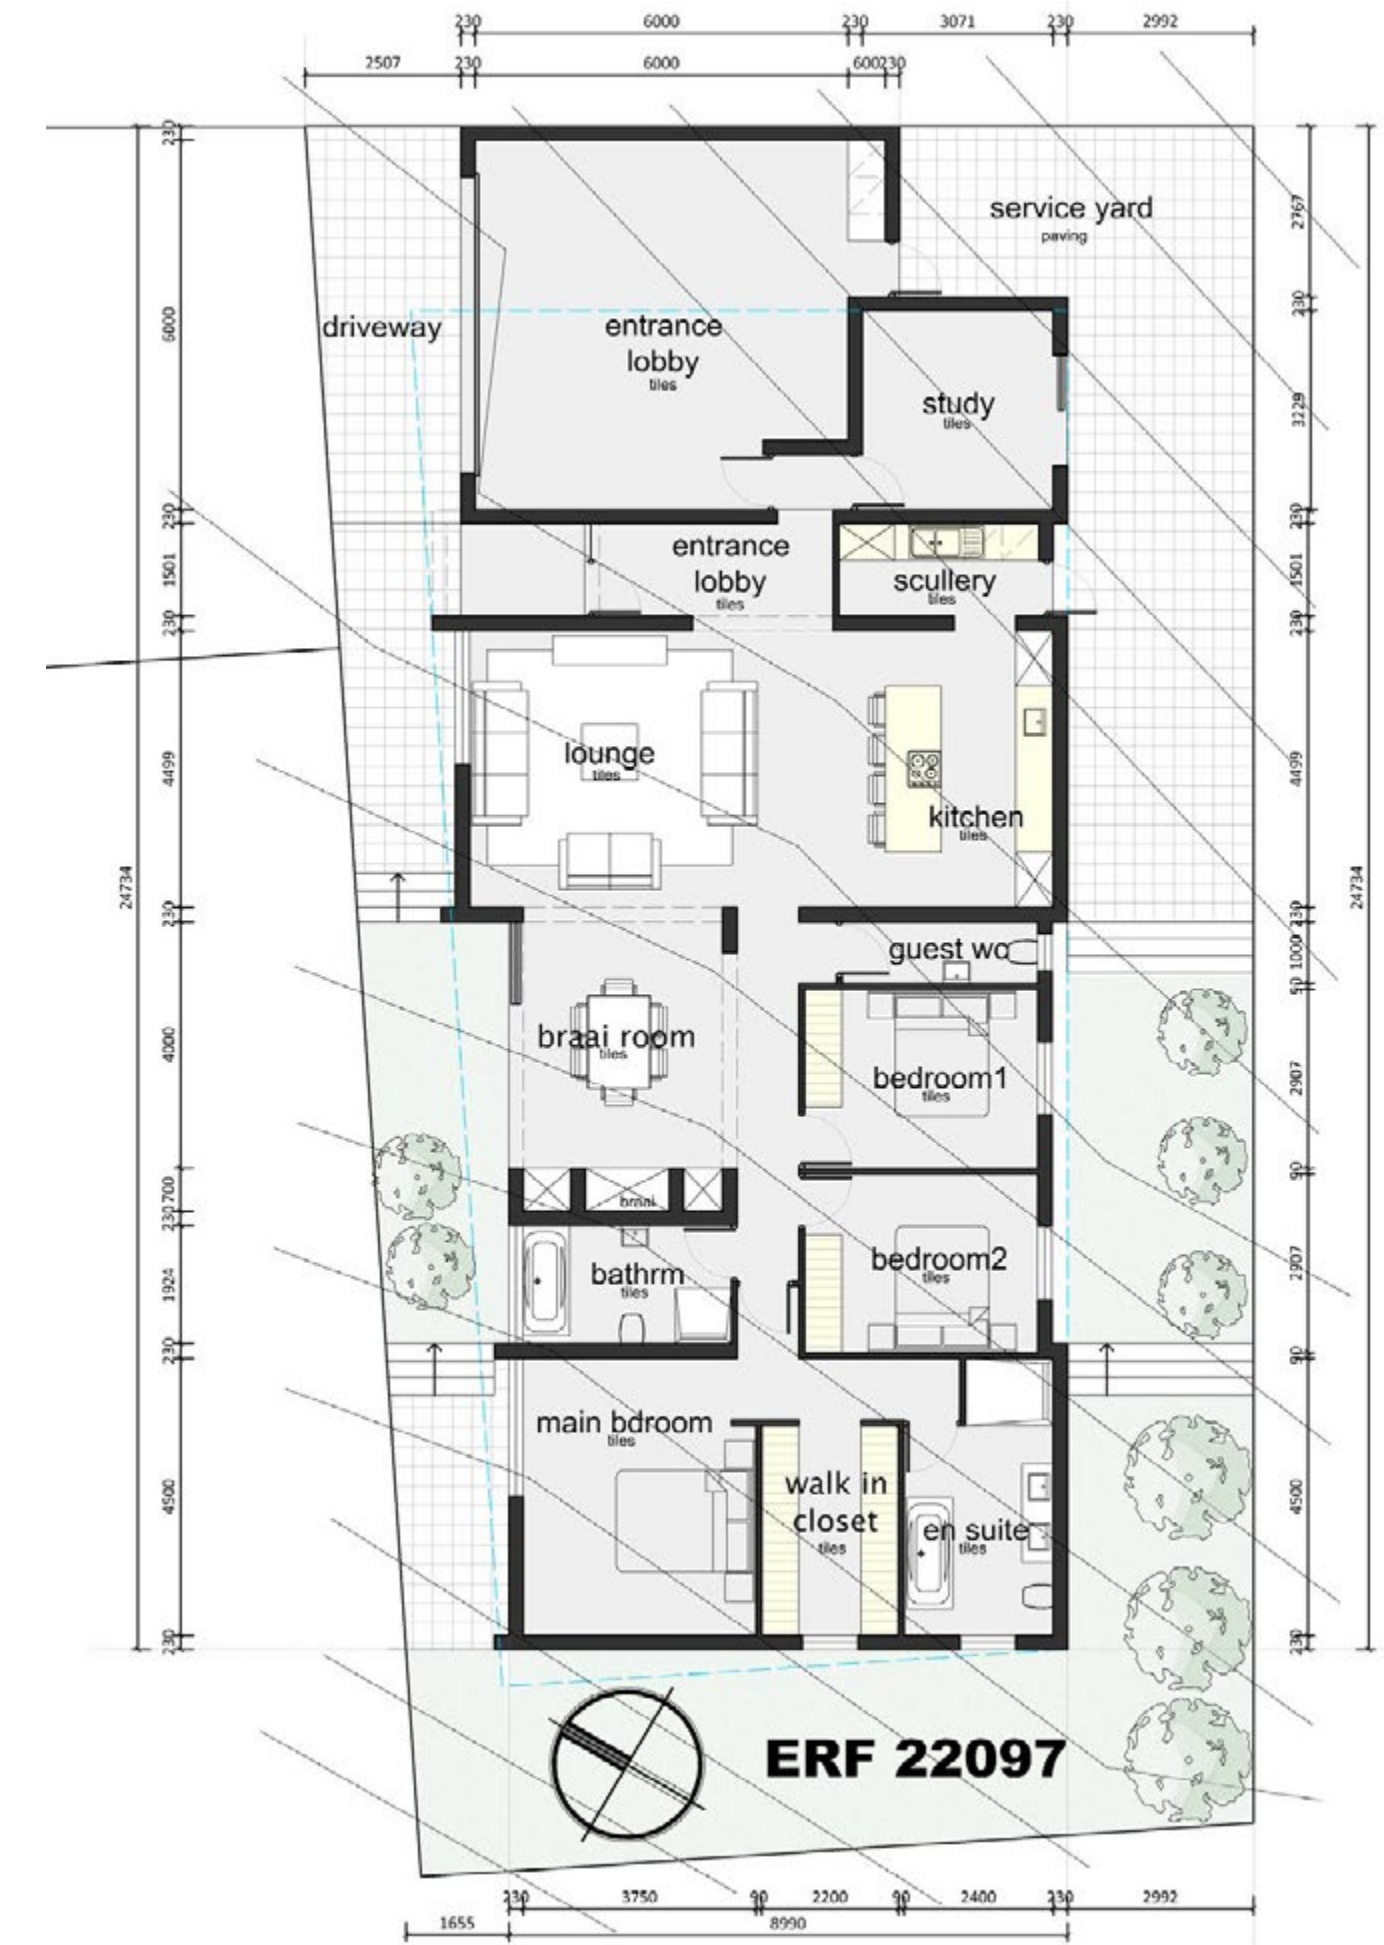 230 6000 230 3071 230 2992
2507 230 6000 600 230
230
6000
230
1501
230
4499
230
4000
700
230
1924
230
4500
230
24734
driveway
entrance
lobby
tiles
service yard
paving
study
tiles
entrance
lobby
tiles
scullery
tiles
lounge
tiles
kitchen
tiles
guest wc
braai room
tiles
bedroom1
tiles
braai
bathrm
tiles
bedroom2
tiles
main bdroom
tiles
walk in
closet
tiles
en suite
tiles
2767
230
3229
230
1501
230
4499
230
1000
2907
90
2907
90
4500
230
24734
ERF 22097
230 3750 90 2200 90 2400 230 2992
1655 8990